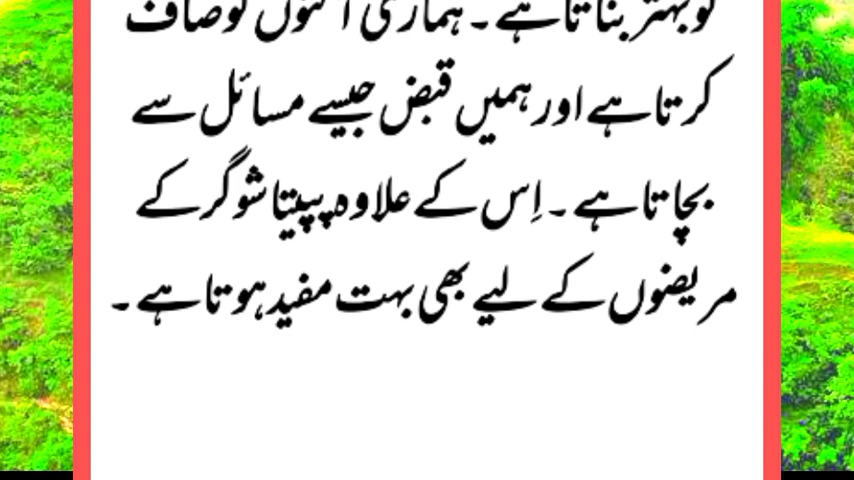 کو بہتر بناتا ہے ۔ ہماری آنتوں کو صاف
کرتا ہے اور ہمیں قبض جیسے مسائل سے
بچاتا ہے ۔ اِس کے علاوہ پپیتا شوگر کے
مریضوں کے لیے بھی بہت مفید ہوتا ہے ۔